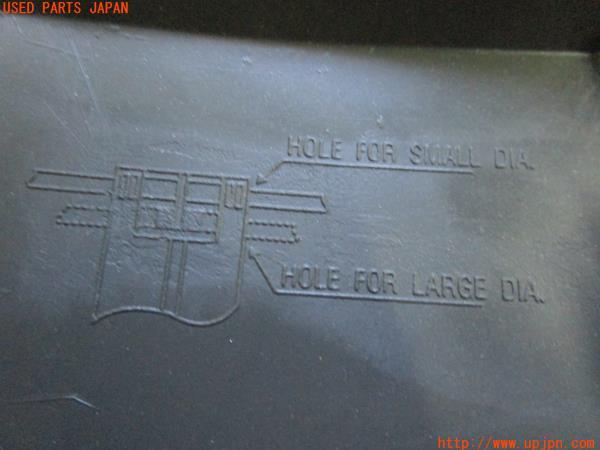 USED PARTS JAPAN
HOLE FOR SMALL DIA.
HOLE FOR LARGE DIA.
http://www.upjpn.com/